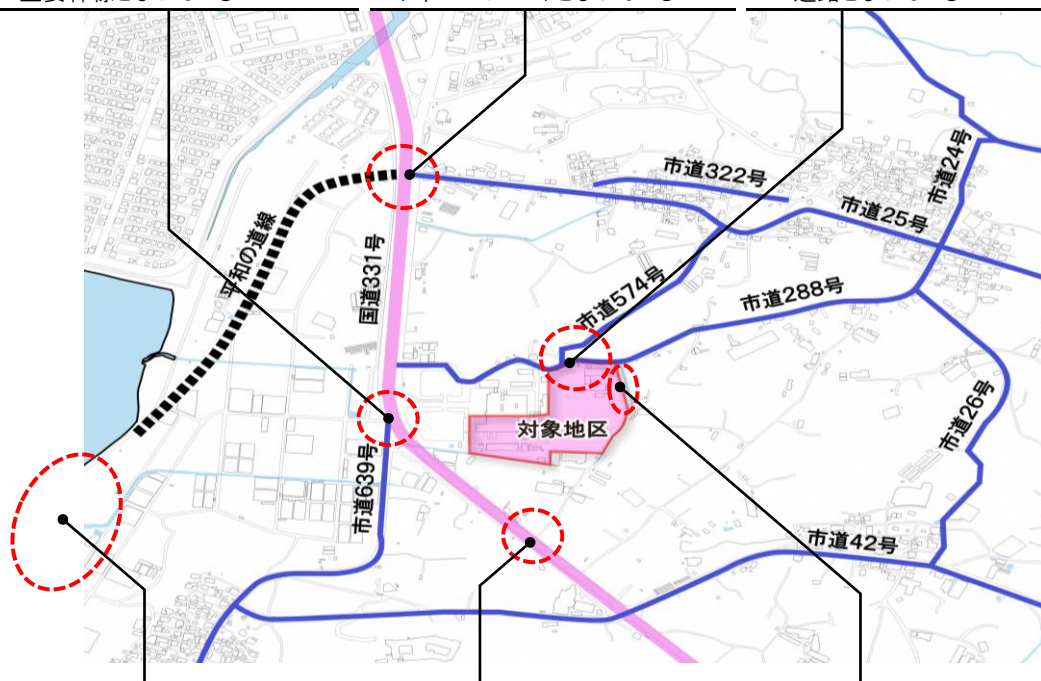 市道322号
市道24号
市道25号
平和の道線
国道331号
市道574号
市道288号
対象地区
市道26号
市道639号
市道42号